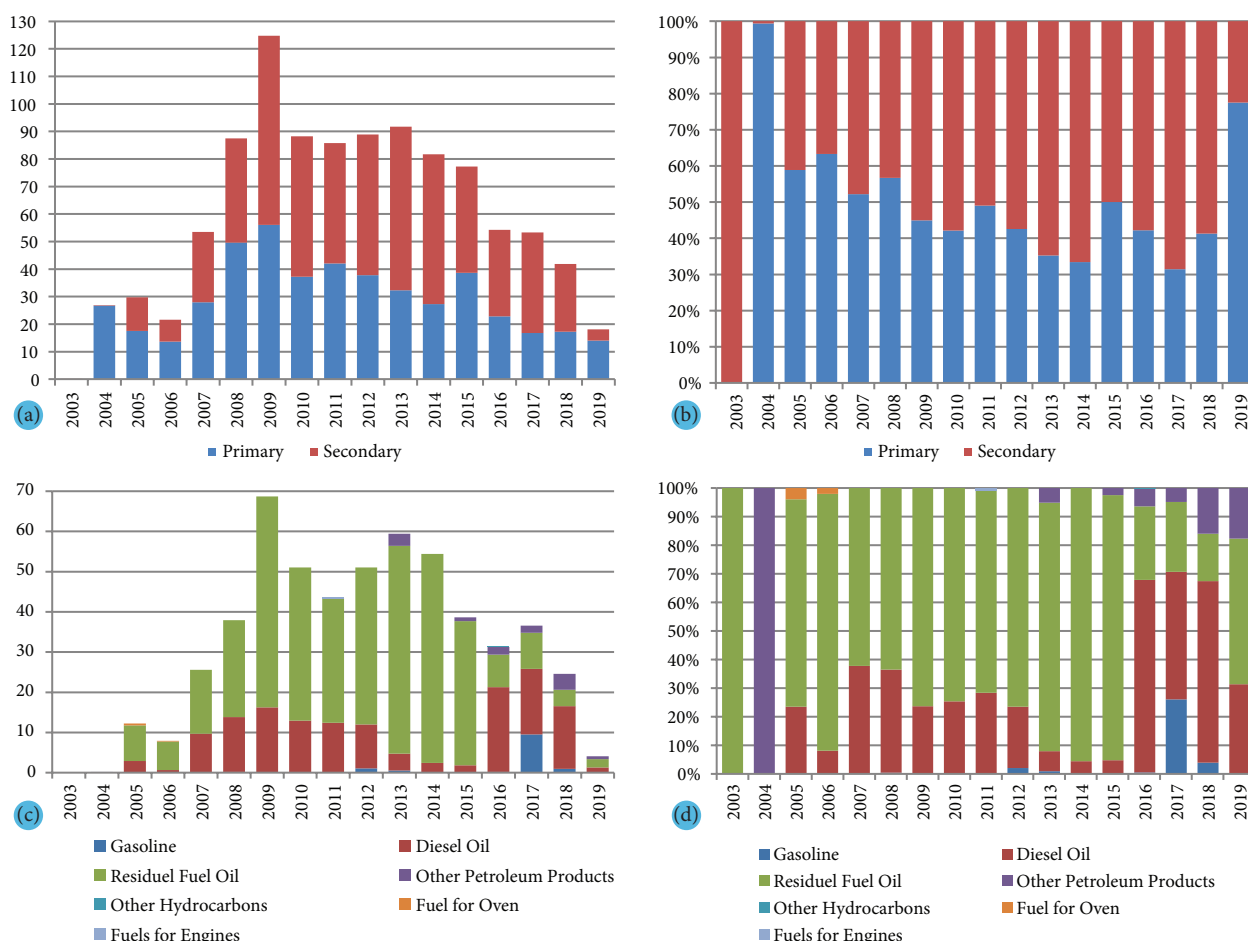 130
120
110
100
90
80
70
60
50
40
30
20
10
0
2003 2004 2005 2006 2007 2008 2009 2010 2011 2012 2013 2014 2015 2016 2017 2018 2019
(a)
Primary Secondary
100%
90%
80%
70%
60%
50%
40%
30%
20%
10%
0%
2003 2004 2005 2006 2007 2008 2009 2010 2011 2012 2013 2014 2015 2016 2017 2018 2019
(b)
Primary Secondary
70
60
50
40
30
20
10
0
2003 2004 2005 2006 2007 2008 2009 2010 2011 2012 2013 2014 2015 2016 2017 2018 2019
(c)
Gasoline Diesel Oil
Residuel Fuel Oil Other Petroleum Products
Other Hydrocarbons Fuel for Oven
Fuels for Engines
100%
90%
80%
70%
60%
50%
40%
30%
20%
10%
0%
2003 2004 2005 2006 2007 2008 2009 2010 2011 2012 2013 2014 2015 2016 2017 2018 2019
(d)
Gasoline Diesel Oil
Residuel Fuel Oil Other Petroleum Products
Other Hydrocarbons Fuel for Oven
Fuels for Engines